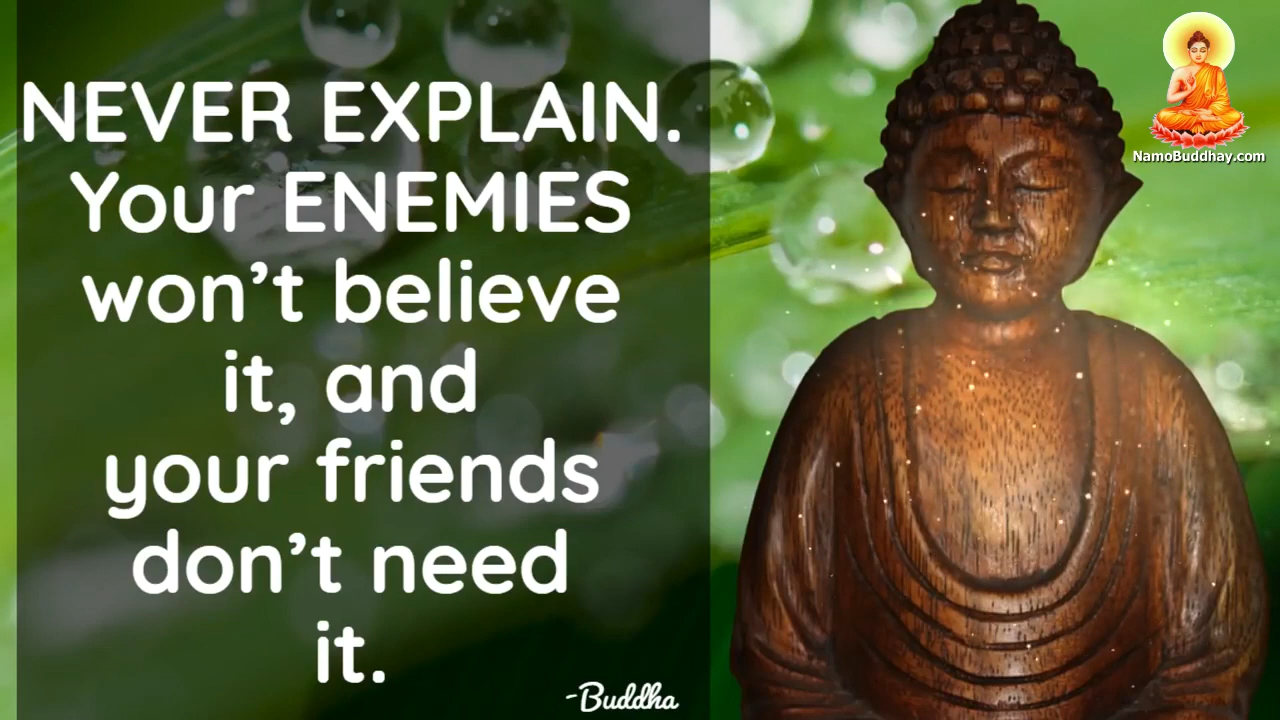 NEVER EXPLAIN.
Your ENEMIES
won’t believe
it, and
your friends
don’t need
it.
-Buddha
NamoBuddhay.com